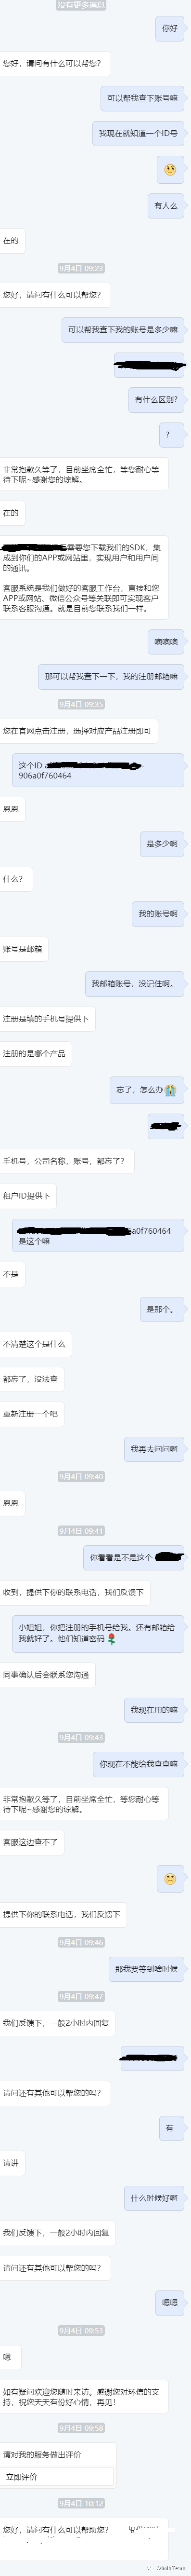 没有更多消息
你好
您好，请问有什么可以帮您？
可以帮我查下账号嘛
我现在就知道一个ID号
有人么
在的
9月4日 09:23
您好，请问有什么可以帮您？
可以帮我查下我的账号是多少嘛
有什么区别？
？
非常抱歉久等了，目前坐席全忙，等您耐心等
待下呢~感谢您的谅解。
在的
需要您下载我们的SDK，集
成到你们的APP或网站里，实现用户和用户间
的通讯。
客服系统是我们做好的客服工作台，直接和您
APP或网站、微信公众号等关联即可实现客户
联系客服沟通。就是目前您联系我们一样。
噢噢噢
那可以帮我查一下，我的注册邮箱嘛
9月4日 09:35
您在官网点击注册，选择对应产品注册即可
这个ID
906a0f760464
恩恩
是多少啊
什么？
我的账号啊
账号是邮箱
我邮箱账号，没记住啊。
注册是填的手机号提供下
注册的是哪个产品
忘了，怎么办
手机号，公司名称，账号，都忘了？
租户ID提供下
a0f760464
是这个嘛
不是
是那个。
不清楚这个是什么
都忘了，没法查
重新注册一个吧
我再去问问啊
9月4日 09:40
恩恩
9月4日 09:41
你看看是不是这个
收到，提供下你的联系电话，我们反馈下
小姐姐，你把注册的手机号给我。还有邮箱给
我就好了。他们知道密码
同事确认后会联系您沟通
我现在用的嘛
9月4日 09:43
你现在不能给我查查嘛
非常抱歉久等了，目前坐席全忙，等您耐心等
待下呢~感谢您的谅解。
客服这边查不了
提供下你的联系电话，我们反馈下
9月4日 09:46
那我要等到啥时候
9月4日 09:47
我们反馈下，一般2小时内回复
请问还有其他可以帮您的吗？
有
请讲
什么时候好啊
我们反馈下，一般2小时内回复
请问还有其他可以帮您的吗？
嗯嗯
9月4日 09:53
嗯
如有疑问欢迎您随时来访。感谢您对环信的支
持，祝您天天有份好心情，再见！
9月4日 09:58
请对我的服务做出评价
立即评价
9月4日 10:12
您好，请问有什么可以帮助您？